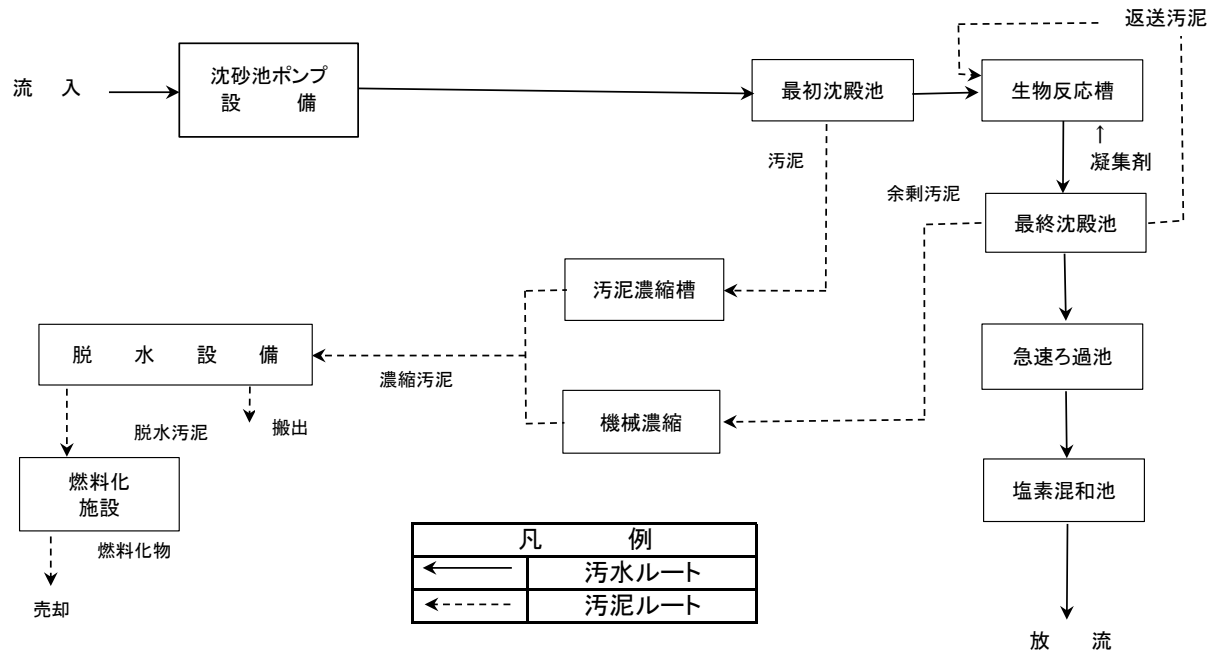 返送汚泥
流　入
沈砂池ポンプ
設　　備
最初沈殿池
生物反応槽
↑
凝集剤
汚泥
余剰汚泥
最終沈殿池
汚泥濃縮槽
脱　水　設　備
濃縮汚泥
急速ろ過池
機械濃縮
脱水汚泥
搬出
燃料化
施設
塩素混和池
燃料化物
売却
凡　　例
汚水ルート
汚泥ルート
放　流